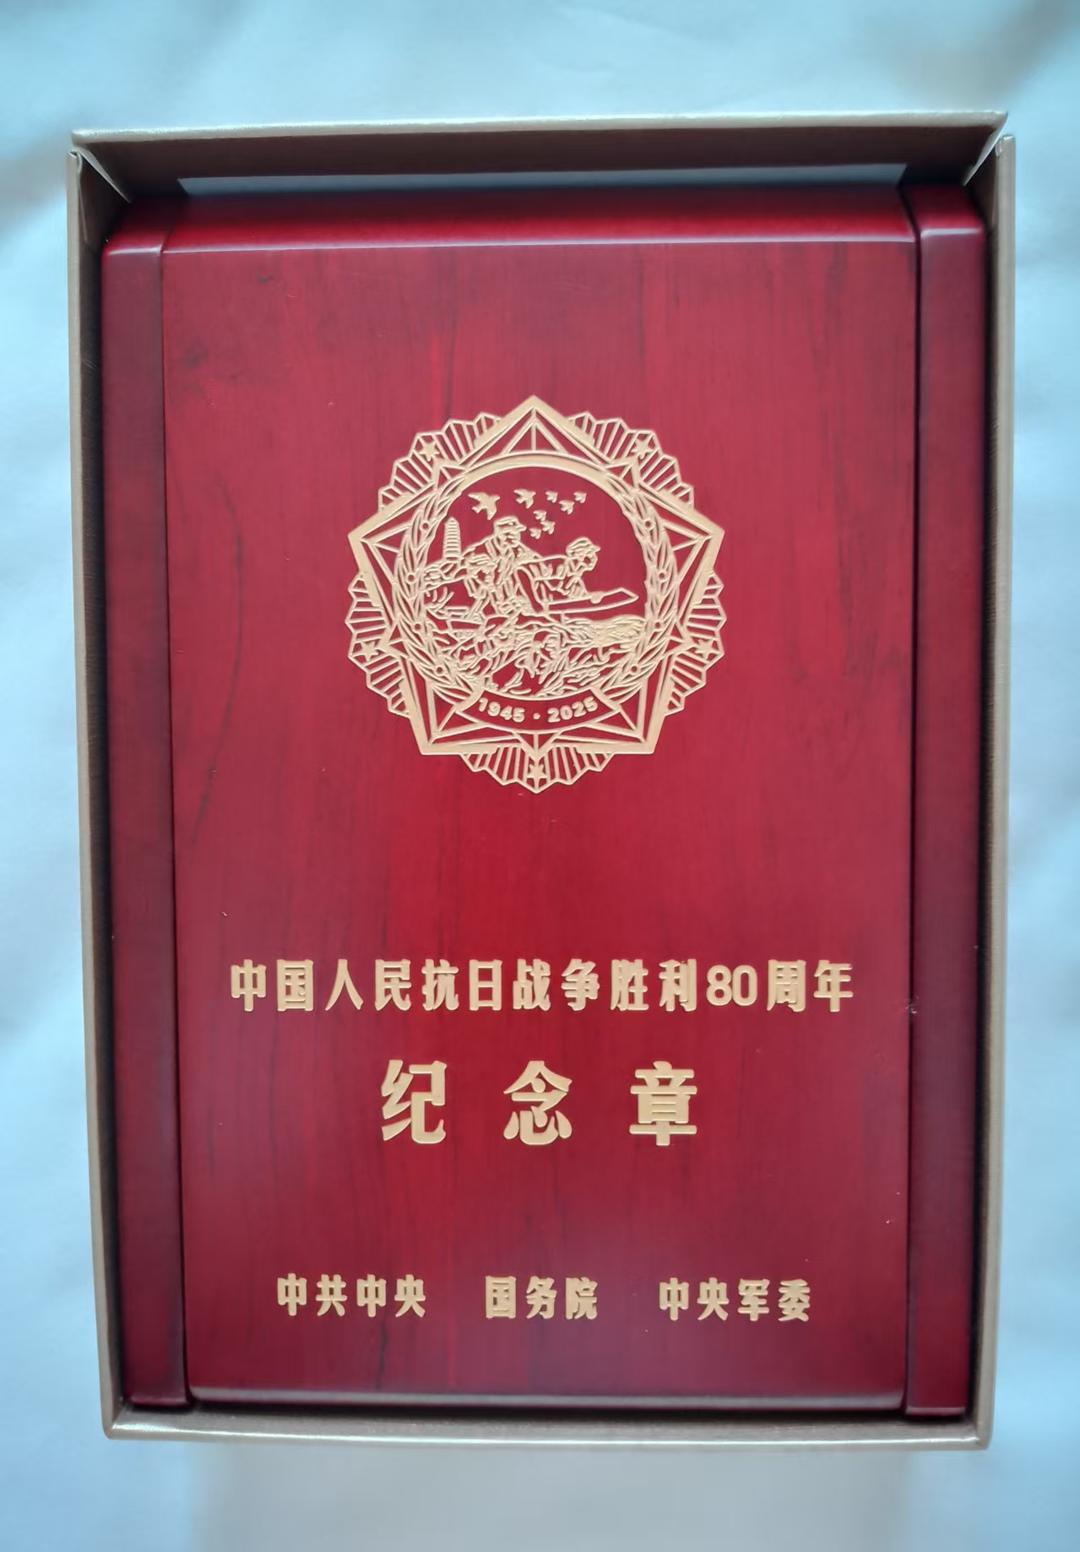 1945·2025
中国人民抗日战争胜利80周年
纪念章
中共中央 国务院 中央军委